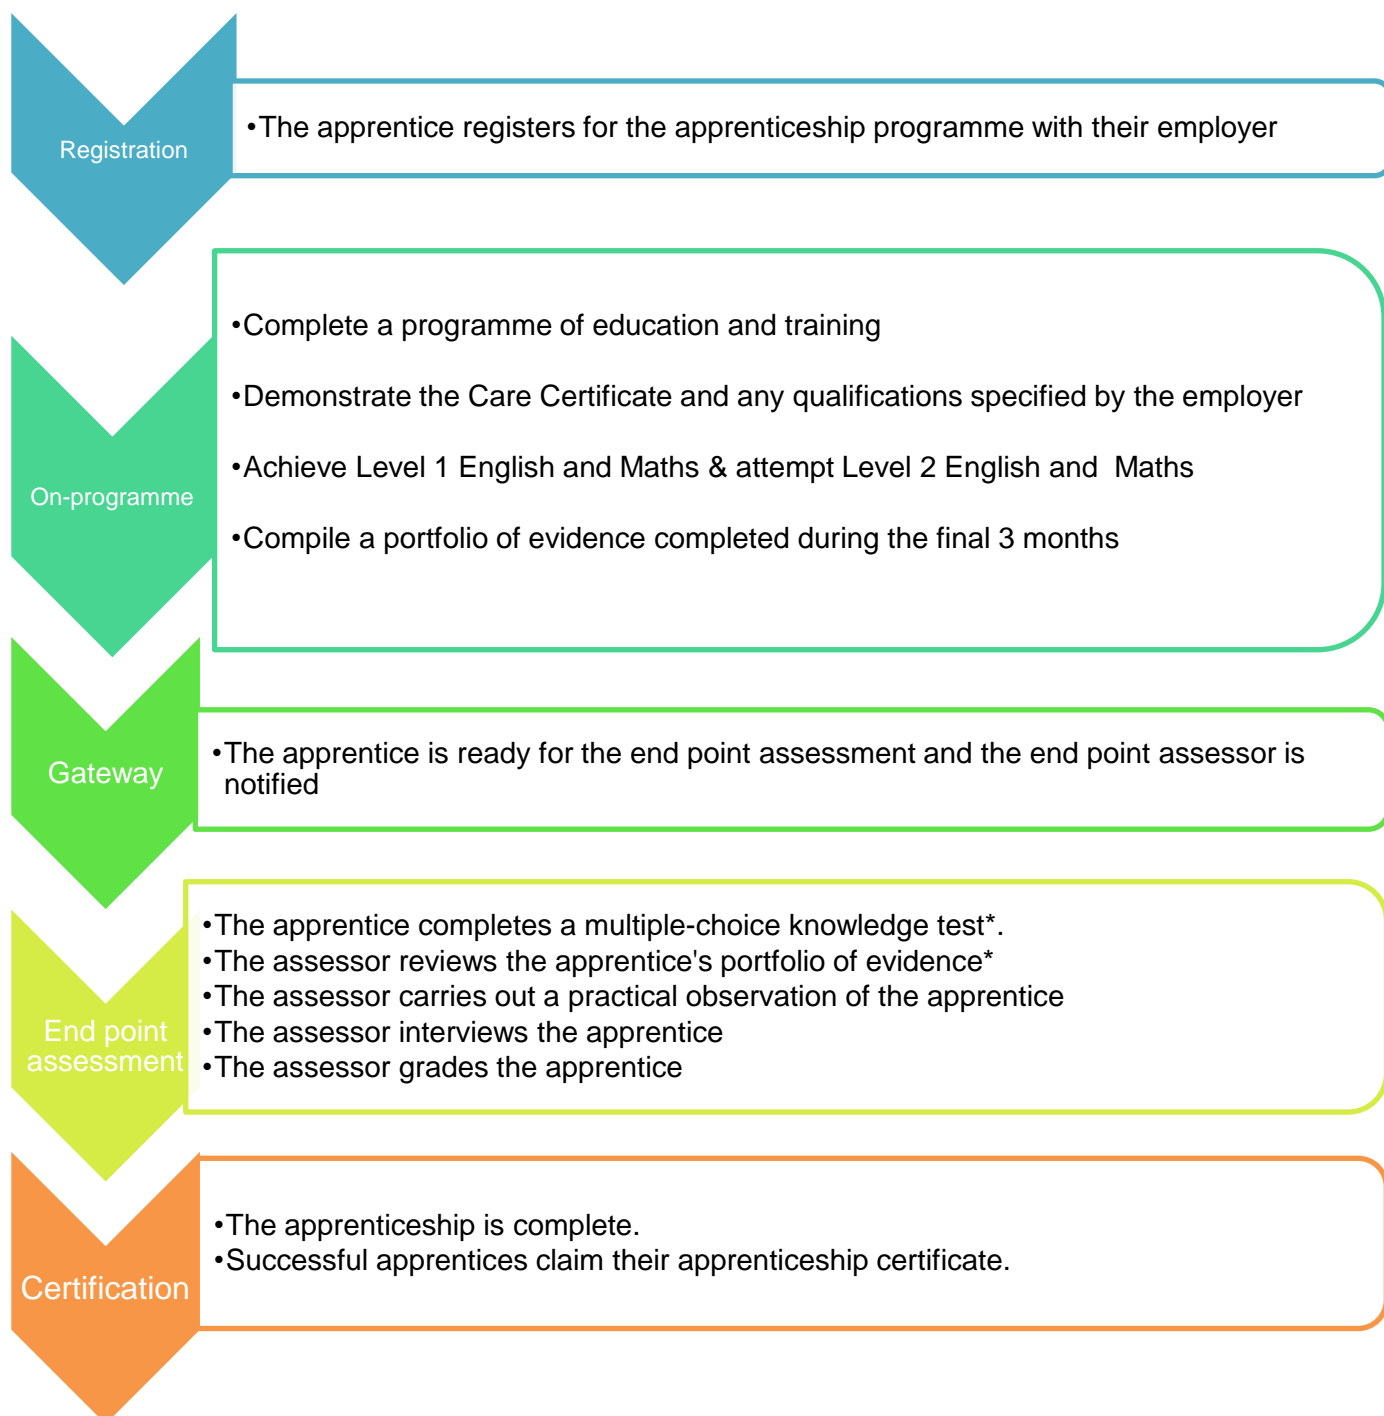 Registration
•The apprentice registers for the apprenticeship programme with their employer
On-programme
•Complete a programme of education and training
•Demonstrate the Care Certificate and any qualifications specified by the employer
•Achieve Level 1 English and Maths & attempt Level 2 English and  Maths
•Compile a portfolio of evidence completed during the final 3 months
Gateway
•The apprentice is ready for the end point assessment and the end point assessor is
notified
End point
assessment
•The apprentice completes a multiple-choice knowledge test*.
•The assessor reviews the apprentice's portfolio of evidence*
•The assessor carries out a practical observation of the apprentice
•The assessor interviews the apprentice
•The assessor grades the apprentice
Certification
•The apprenticeship is complete.
•Successful apprentices claim their apprenticeship certificate.